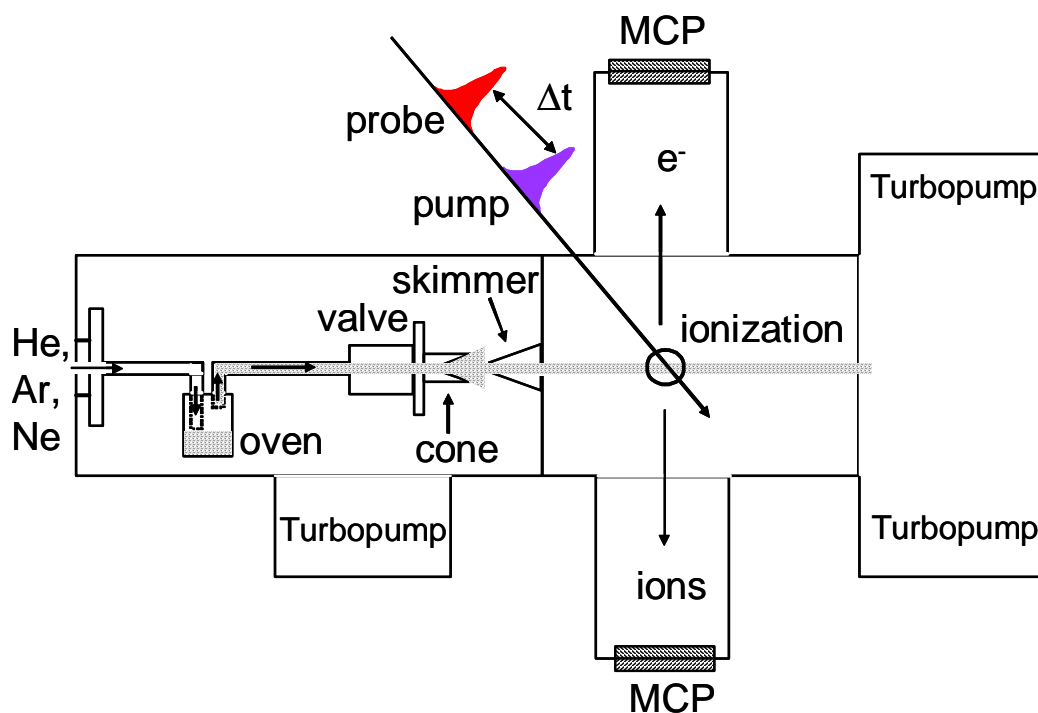 MCP
Δt
probe
e-
pump
Turbopump
skimmer
valve
ionization
He,
Ar,
Ne
oven
cone
Turbopump
Turbopump
ions
MCP